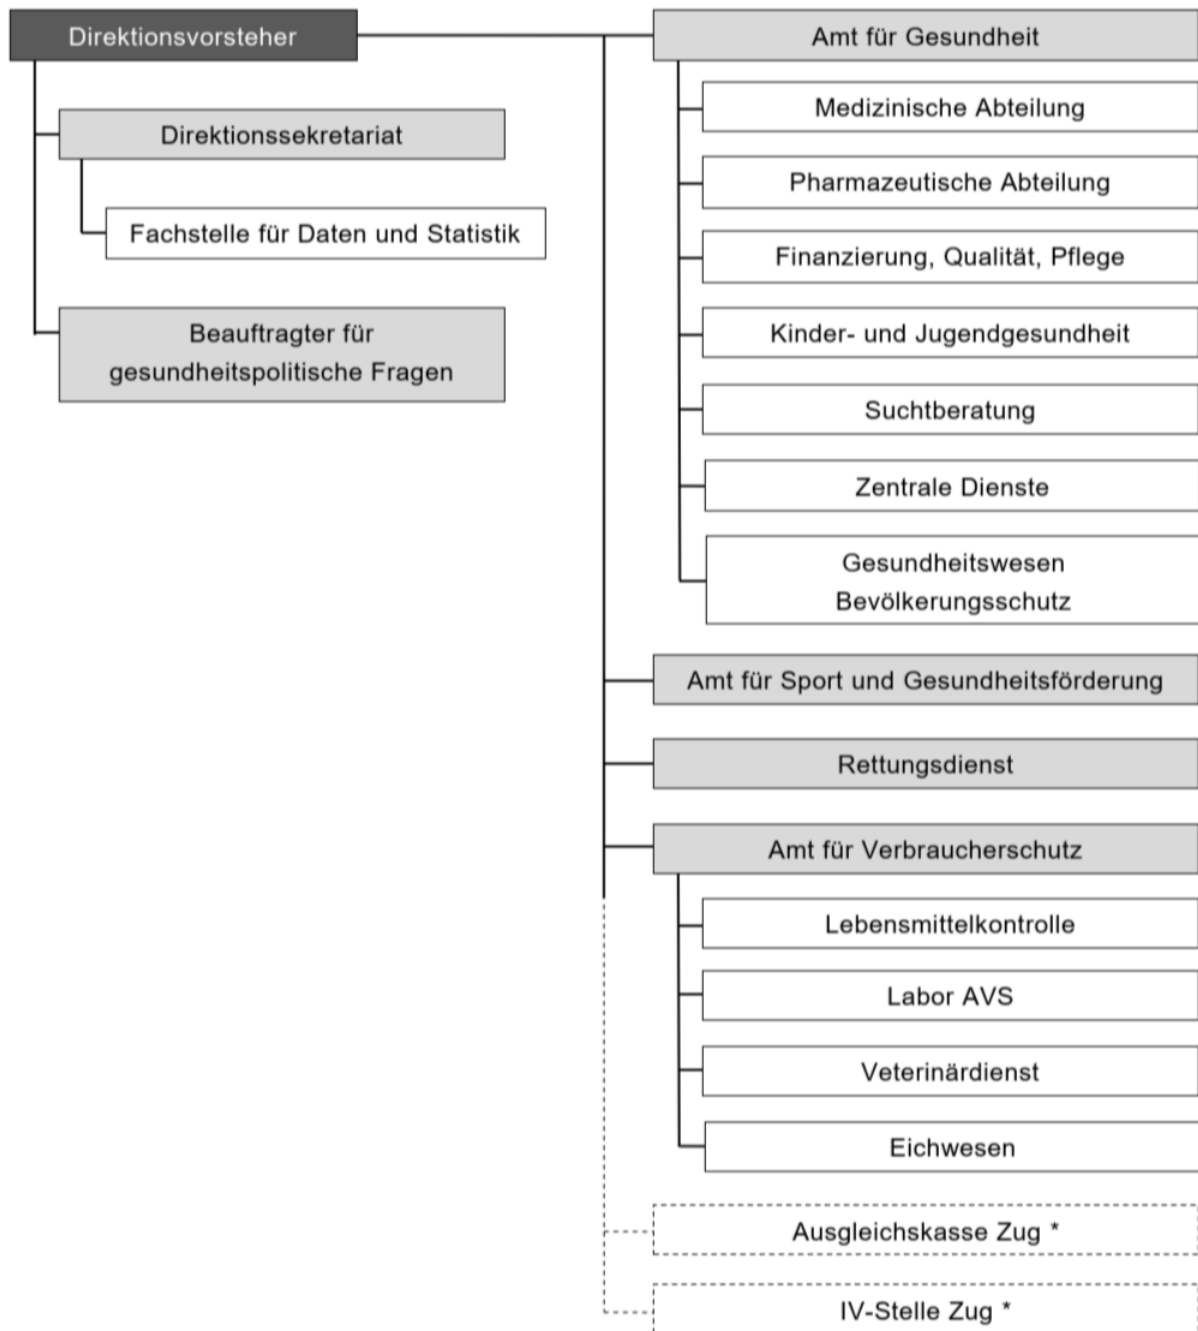 Direktionsvorsteher
Direktionssekretariat
Fachstelle für Daten und Statistik
Beauftragter für
gesundheitspolitische Fragen
Amt für Gesundheit
Medizinische Abteilung
Pharmazeutische Abteilung
Finanzierung, Qualität, Pflege
Kinder- und Jugendgesundheit
Suchtberatung
Zentrale Dienste
Gesundheitswesen
Bevölkerungsschutz
Amt für Sport und Gesundheitsförderung
Rettungsdienst
Amt für Verbraucherschutz
Lebensmittelkontrolle
Labor AVS
Veterinärdienst
Eichwesen
Ausgleichskasse Zug *
IV-Stelle Zug *